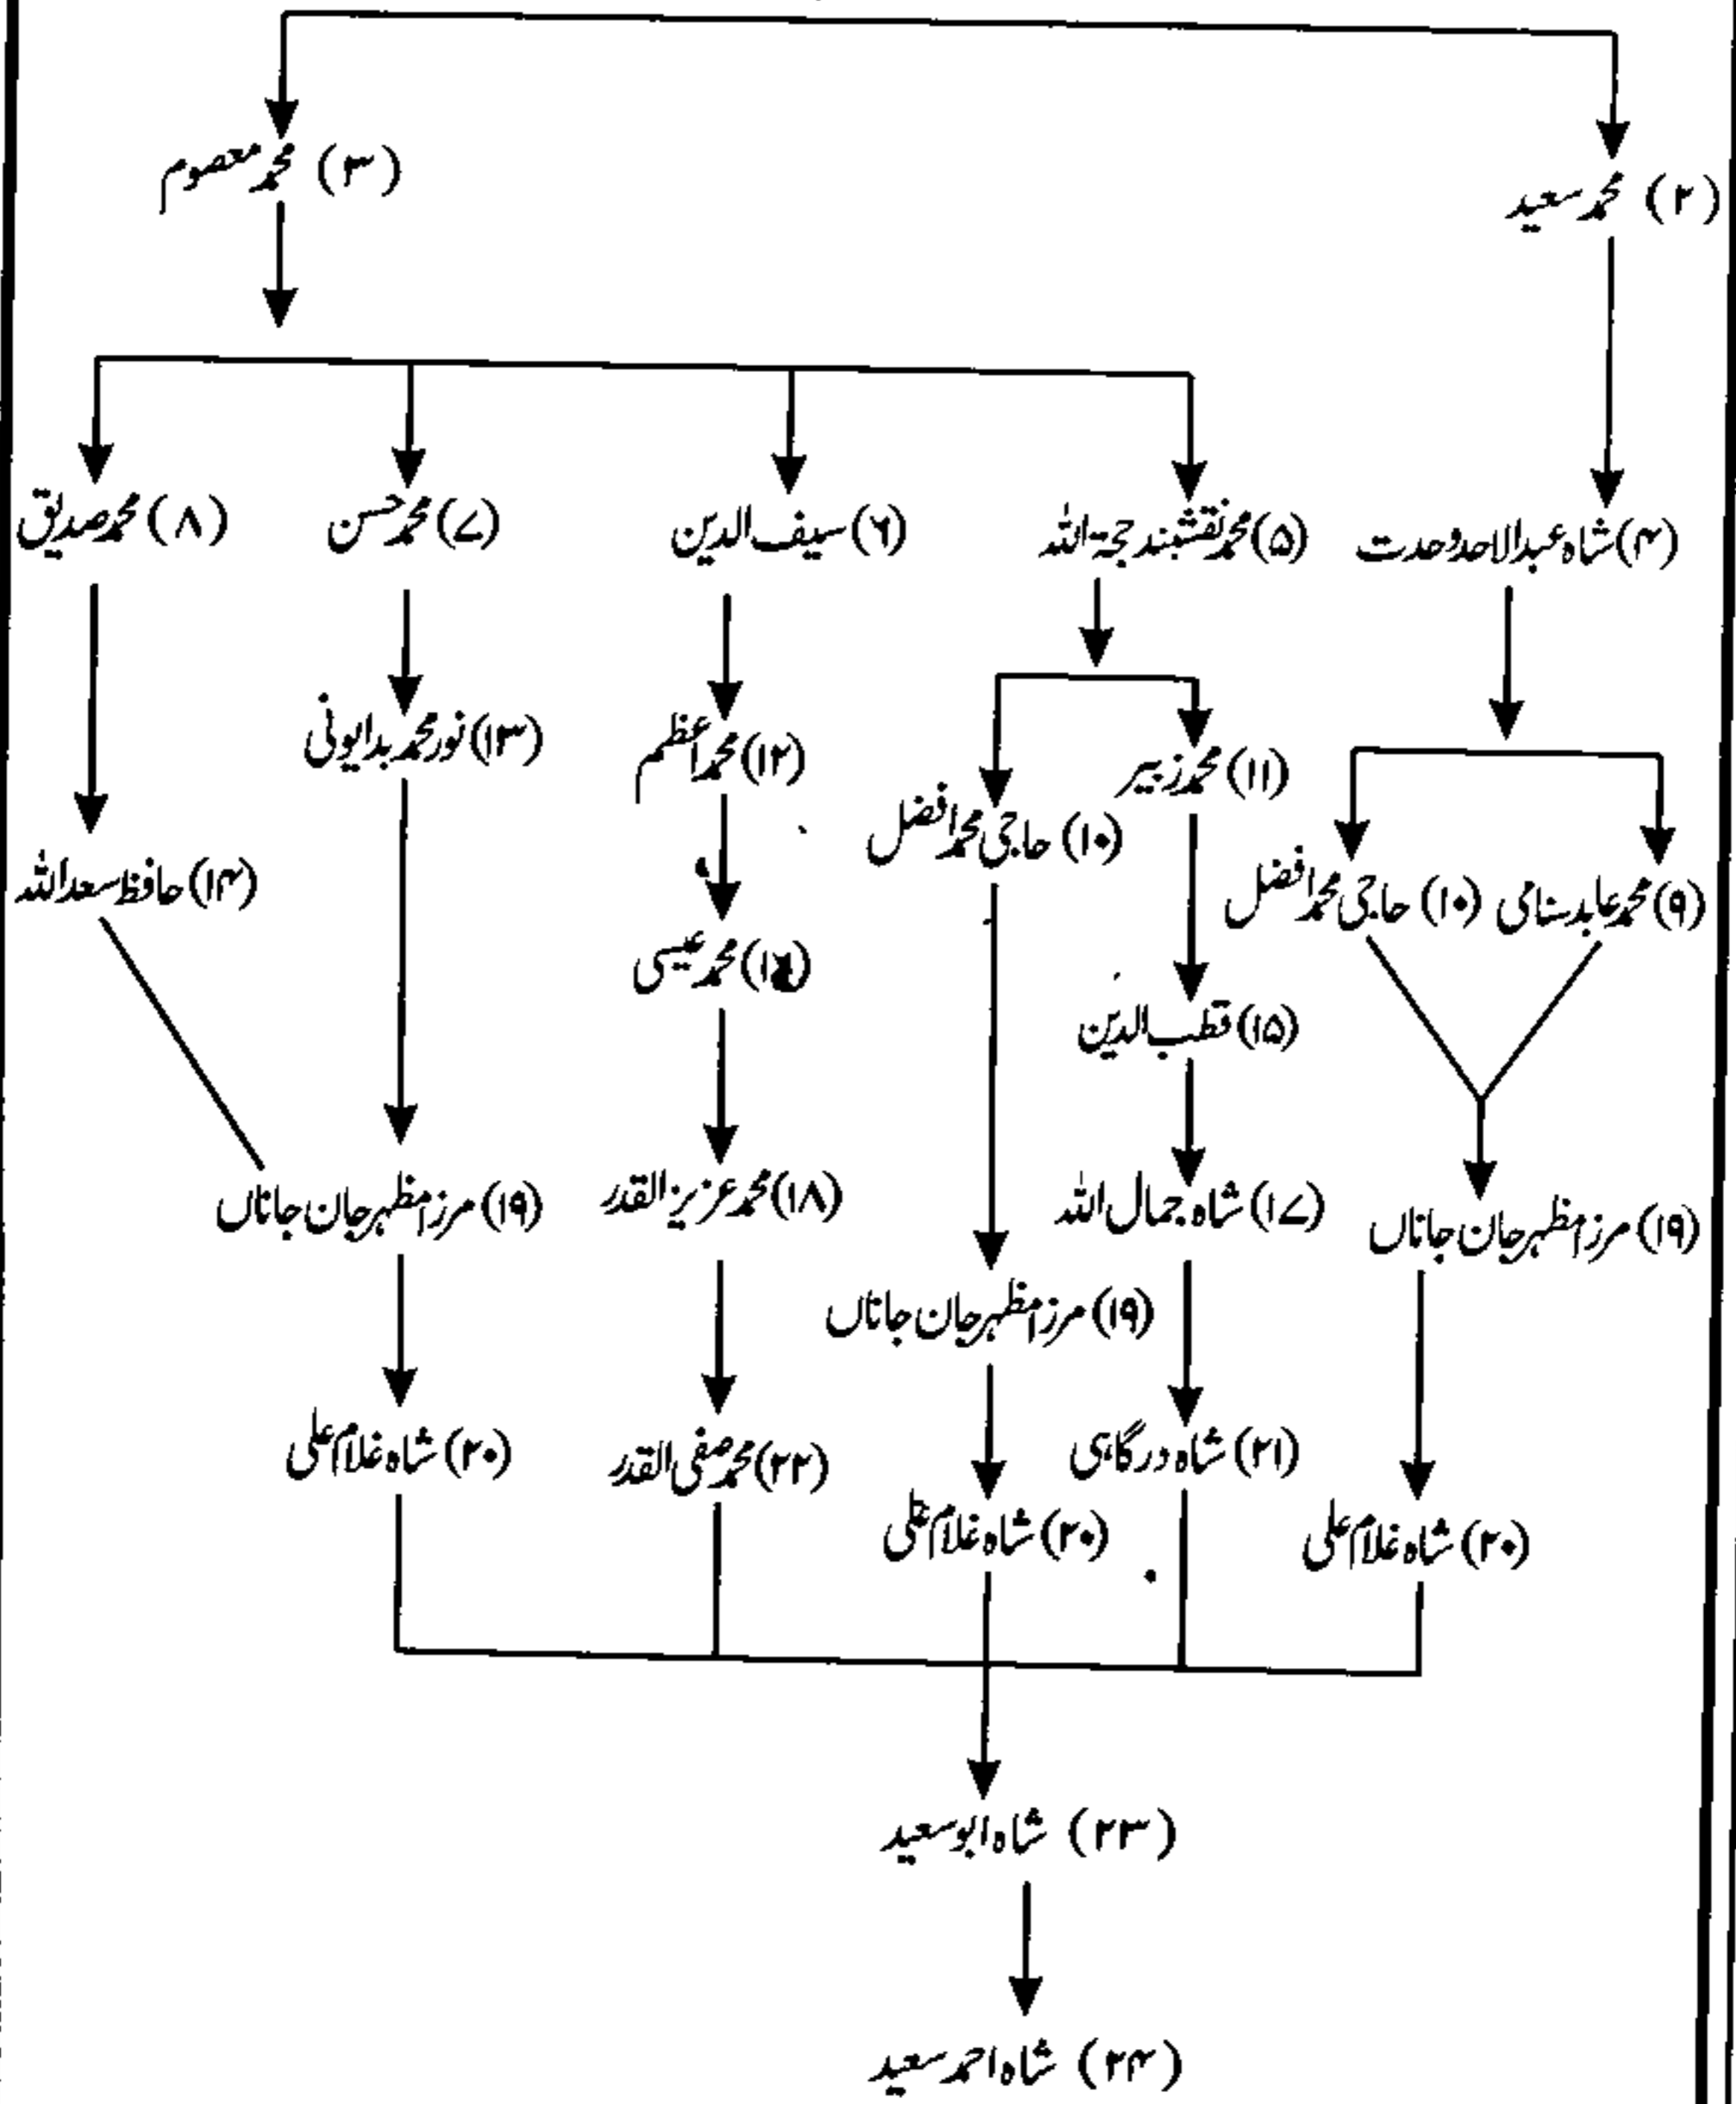 (۲) محمد سعید
(۳) محمد معصوم
(۴) شاہ عبدالاحد وحدت
(۵) محمد نقشبند حجۃ اللہ
(۶) سیف الدین
(۷) محمد حسن
(۸) محمد صدیق
(۹) محمد عابد سنامی
(۱۰) حاجی محمد افضل
(۱۱) محمد زبیر
(۱۰) حاجی محمد افضل
(۱۲) محمد اعظم
(۱۳) نور محمد بدایونی
(۱۴) حافظ سعد اللہ
(۱۵) قطب الدین
محمد عیسی
(۱۹) مرزا مظہر جان جاناں
(۱۷) شاہ جمال اللہ
(۱۸) محمد عزیز القدر
(۱۹) مرزا مظہر جان جاناں
(۱۹) مرزا مظہر جان جاناں
(۲۰) شاہ غلام علی
(۲۱) شاہ درگاہی
(۲۰) شاہ غلام علی
(۲۲) محمد صفی القدر
(۲۰) شاہ غلام علی
(۲۳) شاہ ابو سعید
(۲۴) شاہ احمد سعید